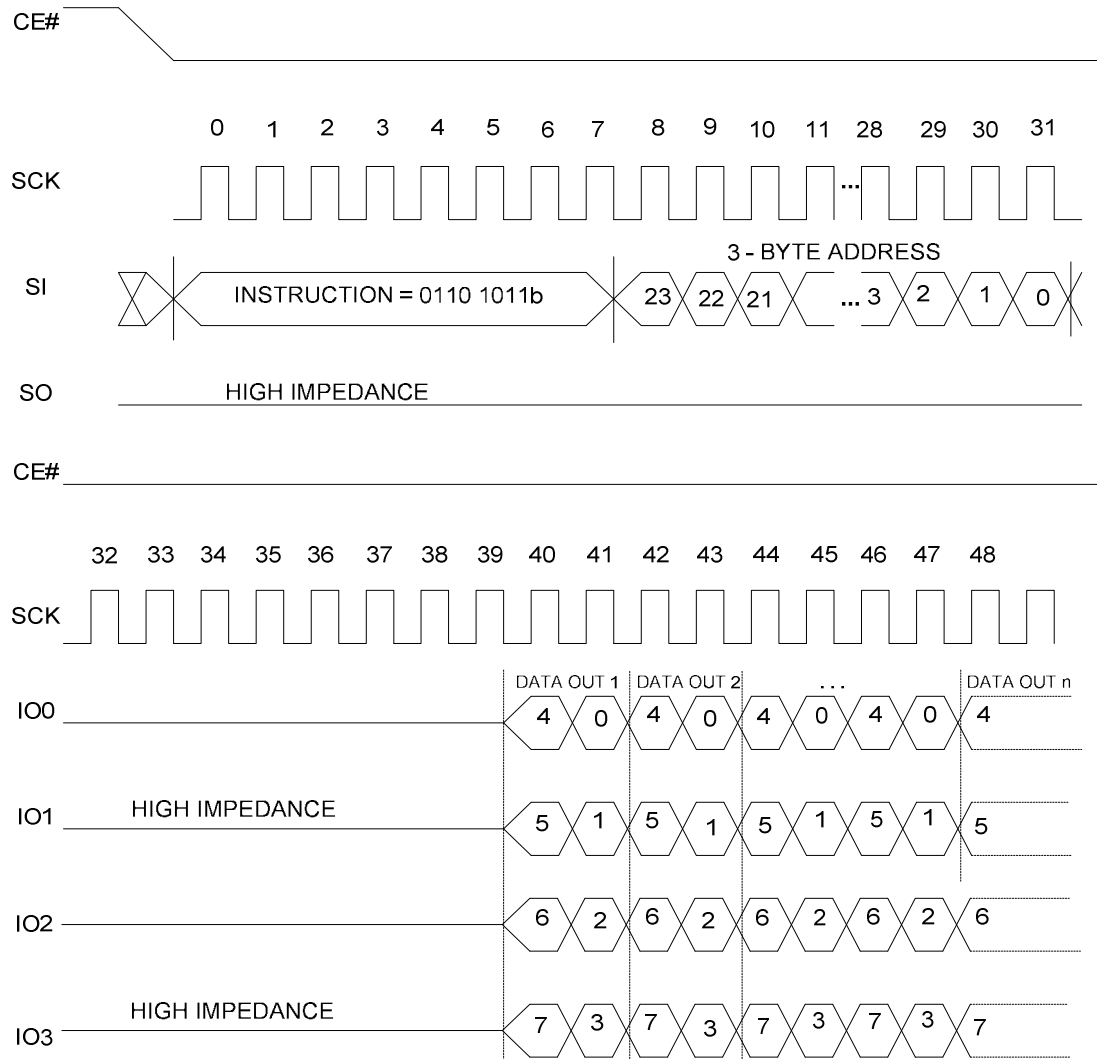 CE#
0 1 2 3 4 5 6 7 8 9 10 11 28 29 30 31
SCK ...
3 - BYTE ADDRESS
SI INSTRUCTION = 0110 1011b 23 22 21 ... 3 2 1 0
SO HIGH IMPEDANCE
CE#
32 33 34 35 36 37 38 39 40 41 42 43 44 45 46 47 48
SCK
DATA OUT 1 DATA OUT 2 ... DATA OUT n
IO0 4 0 4 0 4 0 4 0 4
IO1 HIGH IMPEDANCE 5 1 5 1 5 1 5 1 5
IO2 6 2 6 2 6 2 6 2 6
IO3 HIGH IMPEDANCE 7 3 7 3 7 3 7 3 7